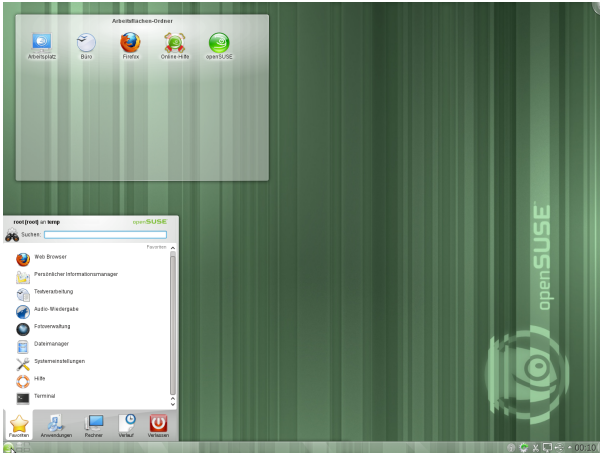 Arbeitsflächen-Ordner
Arbeitsplatz
Büro
Firefox
Online-Hilfe
openSUSE
root [root] an temp
openSUSE
Suchen:
Favoriten
Web Browser
Persönlicher Informationsmanager
Textverarbeitung
Audio-Wiedergabe
Fotoverwaltung
Dateimanager
Systemeinstellungen
Hilfe
Terminal
Favoriten
Anwendungen
Rechner
Verlauf
Verlassen
openSUSE
00:10